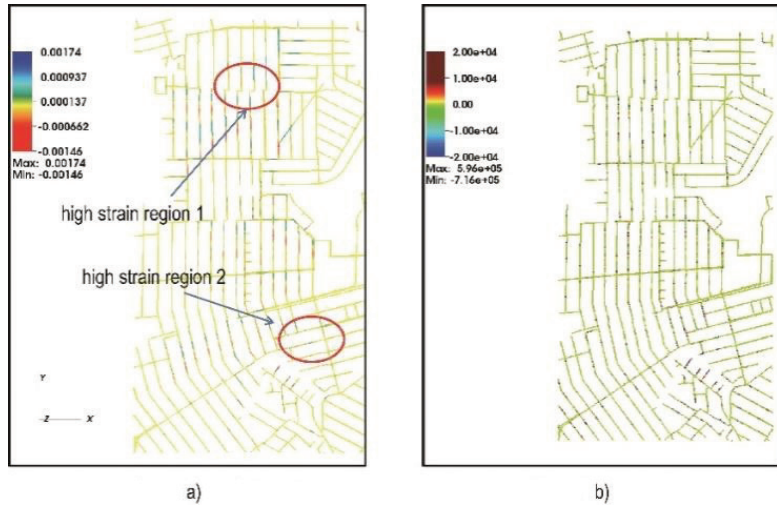 0.00174
0.000937
0.000137
-0.000662
-0.00146
Max: 0.00174
Min: -0.00146
high strain region 1
high strain region 2
Y
Z X
a)
2.00e+04
1.00e+04
0.00
-1.00e+04
-2.00e+04
Max: 5.96e+05
Min: -7.16e+05
b)